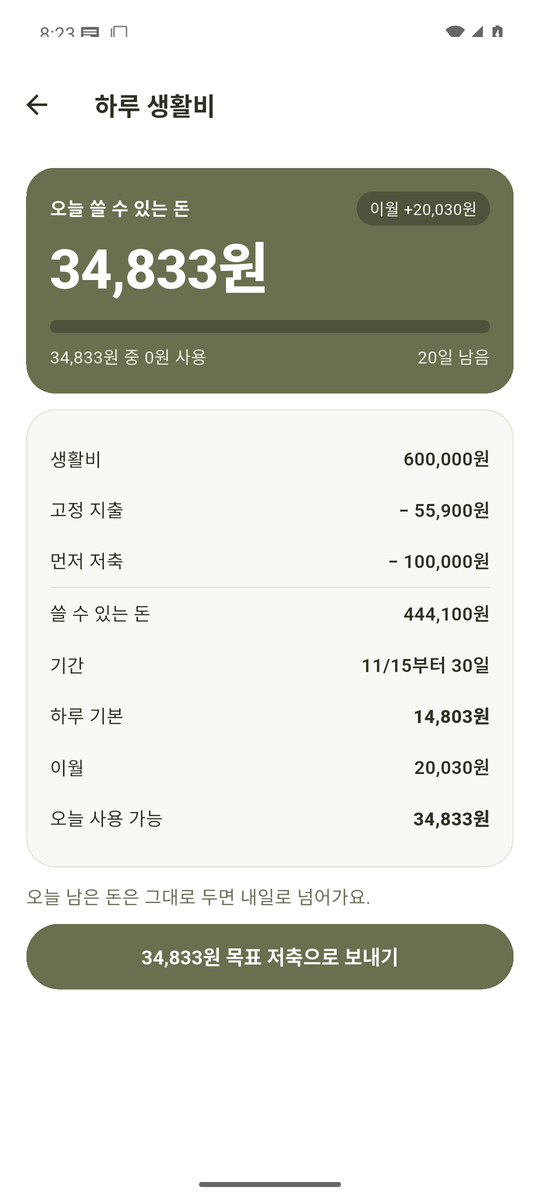 8:23
하루 생활비
오늘 쓸 수 있는 돈
이월 +20,030원
34,833원
34,833원 중 0원 사용
20일 남음
생활비 600,000원
고정 지출 − 55,900원
먼저 저축 − 100,000원
쓸 수 있는 돈 444,100원
기간 11/15부터 30일
하루 기본 14,803원
이월 20,030원
오늘 사용 가능 34,833원
오늘 남은 돈은 그대로 두면 내일로 넘어가요.
34,833원 목표 저축으로 보내기